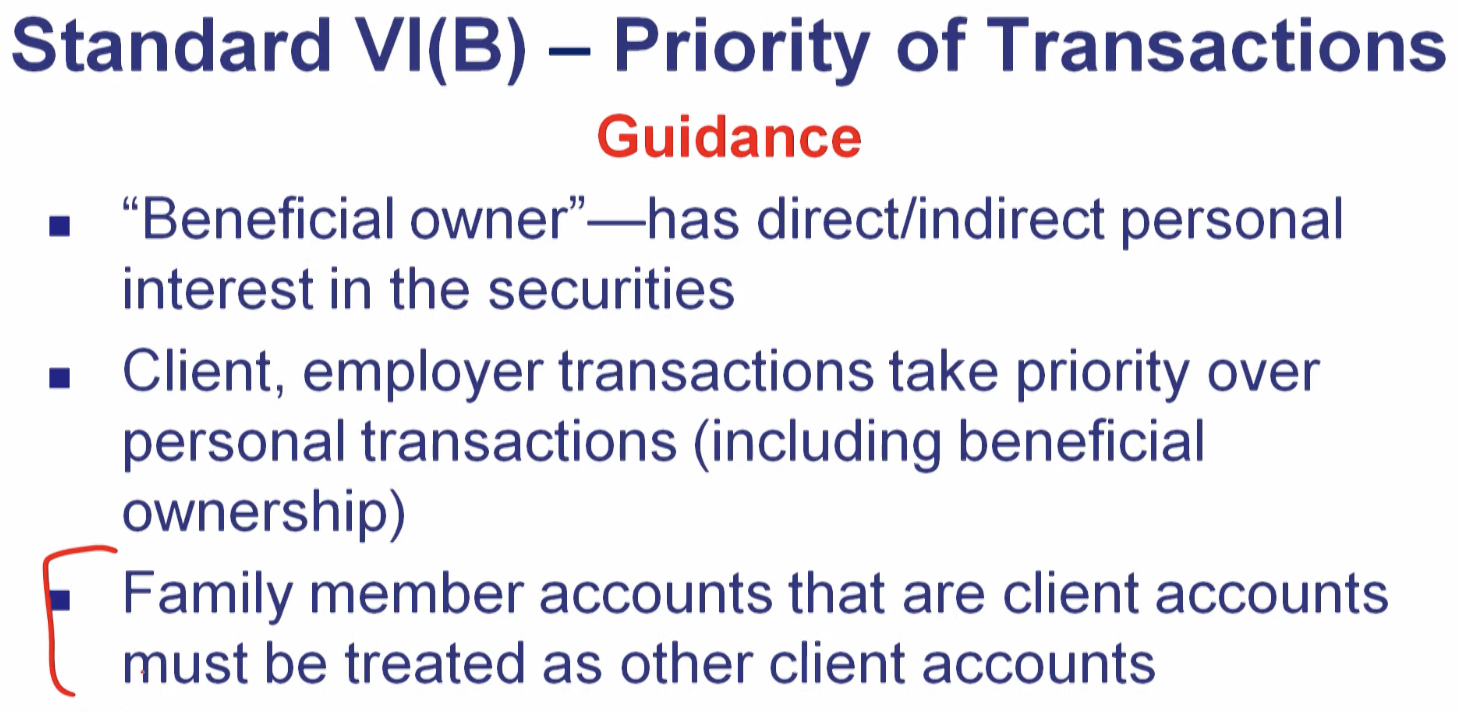 Standard VI(B) – Priority of Transactions
Guidance
▪ “Beneficial owner”—has direct/indirect personal
interest in the securities
▪ Client, employer transactions take priority over
personal transactions (including beneficial
ownership)
▪ Family member accounts that are client accounts
must be treated as other client accounts